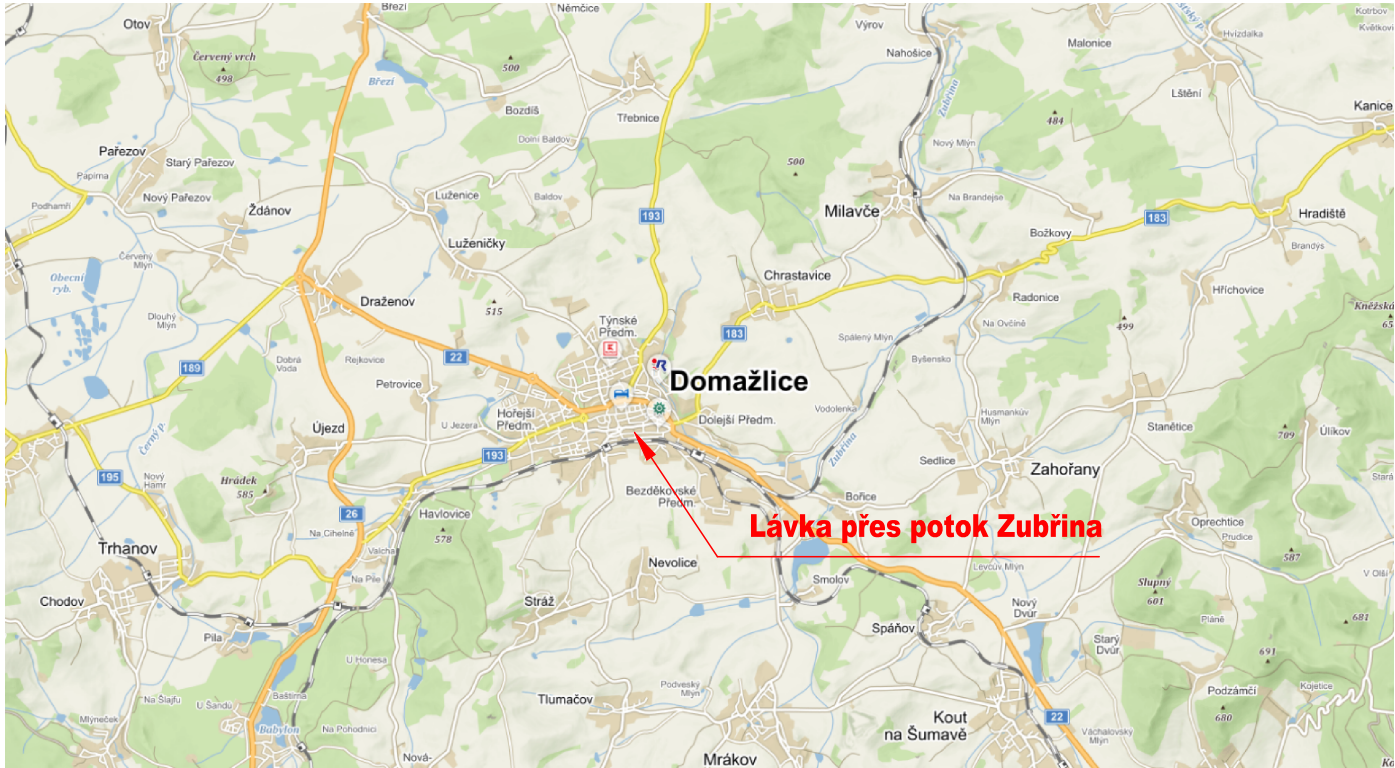 Březí
Němčice
Otov
Výrov
Malonice
Hvízdalka
Kotrbov
Nahošice
Červený vrch
498
Březí
500
Zubřina
Lštění
Kanice
Bozdíš
Třebnice
484
Dolní Baldov
Nový Mlýn
Pařezov
Starý Pařezov
500
Papírna
Nový Pařezov
Luženice
Baldov
Na Brandejse
Podhamří
Ždánov
193
Milavče
183
Hradiště
Božkovy
Luženičky
Brandýs
Červený
Mlýn
Obecní
ryb.
Chrastavice
Hříchovice
Draženov
515
Radonice
Kněžská
Dlouhý
Mlýn
Týnské
Předm.
183
Na Ovčíně
499
Spálený Mlýn
22
Dobra
Voda
Rejkovice
Byšensko
189
Domažlice
Petrovice
Vodolenka
Husmankův
Mlýn
Hořejší
Předm.
Dolejší Předm.
Stanětice
Černý p.
Újezd
U Jezera
709
Úlíkov
Zubřina
193
Sedlice
Zahořany
195
Nový
Hamr
Hrádek
585
Bezděkovské
Předm.
Bořice
26
Havlovice
Oprechtice
Na Cihelně
Lávka přes potok Zubřina
Prudice
578
Trhanov
Valcha
587
Nevolice
Levčův Mlýn
V Olší
Na Pile
Smolov
Slupný
601
Chodov
Stráž
Nový
Dvůr
Pláně
681
Pila
Spáňov
Starý
Dvůr
691
U Honesa
Podveský
Mlýn
Podzámčí
Kojetice
Na Šlajfu
U Šandů
Baštírna
Tlumačov
680
Mlýneček
Babylon
Na Pohodnici
Kout
na Šumavě
22
Váchalovský
Mlýn
Nová-
Mrákov